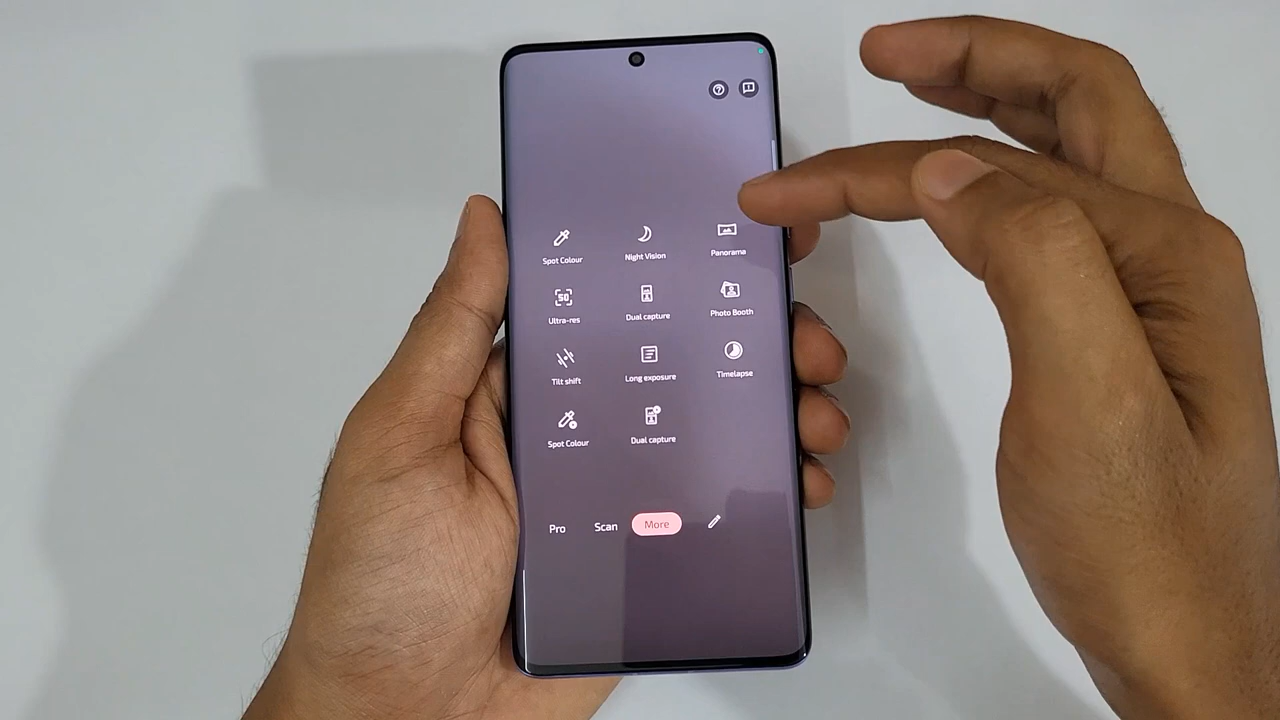 Spot Colour
Night Vision
Panorama
50
Ultra-res
Dual capture
Photo Booth
Tilt shift
Long exposure
Timelapse
Spot Colour
Dual capture
Pro
Scan
More